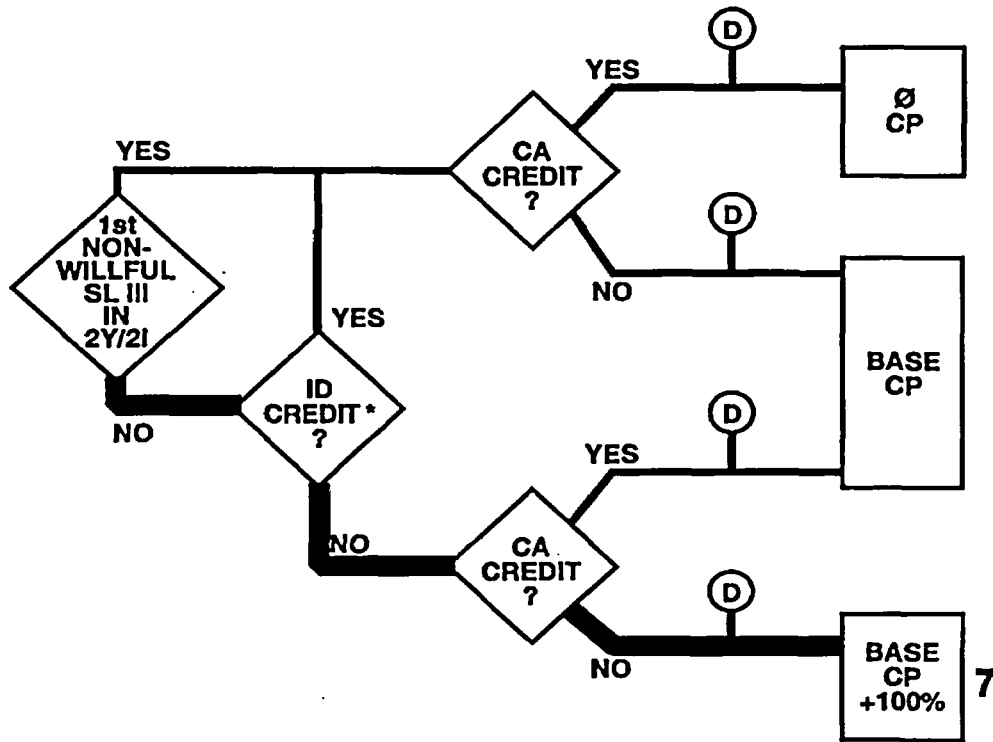 D
YES
Ø
CP
YES
CA
CREDIT
?
1st
NON-
WILLFUL
SL III
IN
2Y/2I
D
NO
YES
BASE
CP
ID
CREDIT*
?
NO
D
YES
NO
CA
CREDIT
?
D
NO
BASE
CP
+100%
7